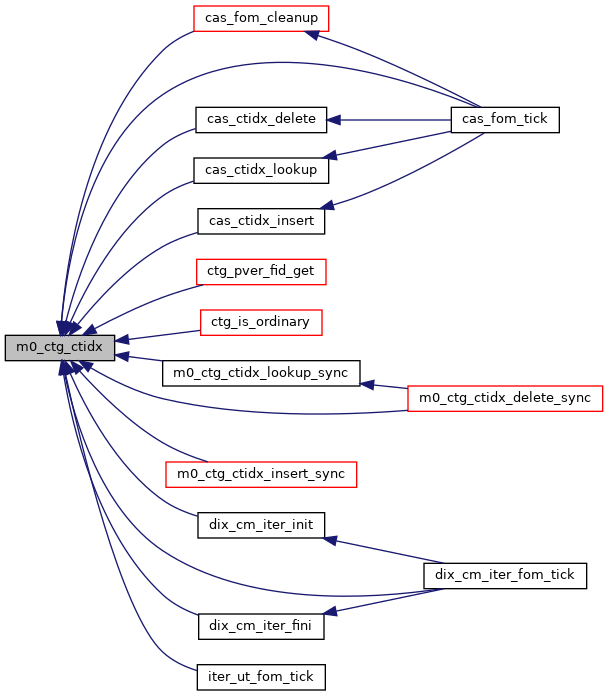 cas_fom_cleanup
cas_fom_tick
cas_ctidx_delete
cas_ctidx_lookup
cas_ctidx_insert
ctg_pver_fid_get
ctg_is_ordinary
m0_ctg_ctidx
m0_ctg_ctidx_lookup_sync
m0_ctg_ctidx_delete_sync
m0_ctg_ctidx_insert_sync
dix_cm_iter_init
dix_cm_iter_fom_tick
dix_cm_iter_fini
iter_ut_fom_tick